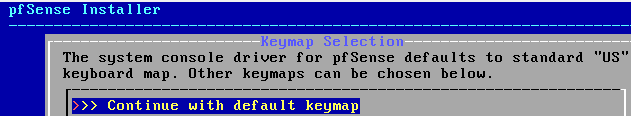 pfSense Installer
Keymap Selection
The system console driver for pfSense defaults to standard "US"
keyboard map. Other keymaps can be chosen below.
>>> Continue with default keymap